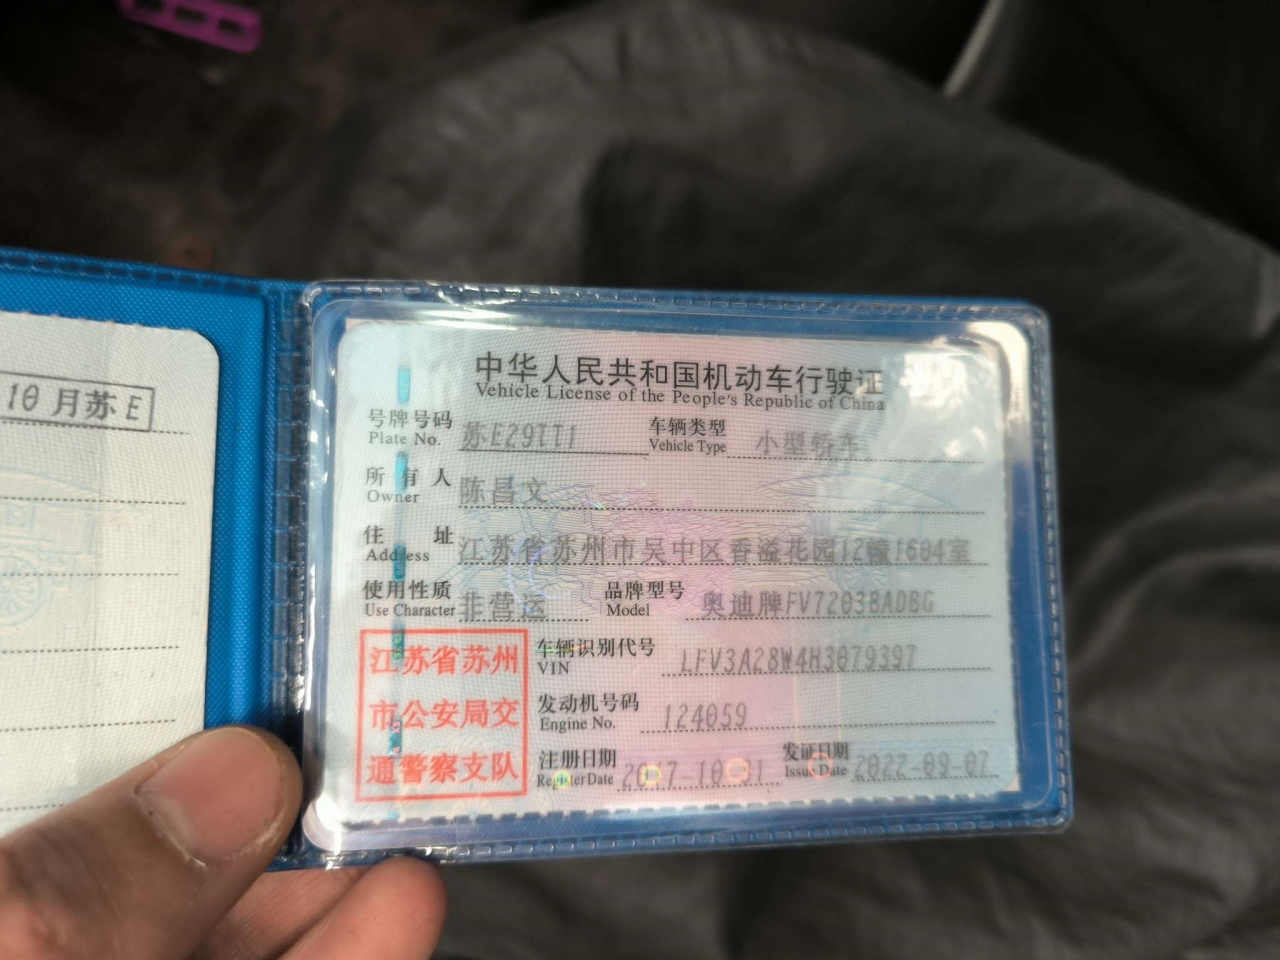 10月苏E
中华人民共和国机动车行驶证
Vehicle License of the People's Republic of China
号牌号码 Plate No. 苏E29TT1 车辆类型 Vehicle Type 小型轿车
所有人 Owner 陈昌文
住址 Address 江苏省苏州市吴中区香溢花园12幢1604室
使用性质 Use Character 非营运 品牌型号 Model 奥迪牌FV7203BADBG
江苏省苏州
市公安局交
通警察支队
车辆识别代号 VIN LFV3A28W4H3079397
发动机号码 Engine No. 124059
注册日期 Register Date 发证日期 Issue Date 2022-09-07